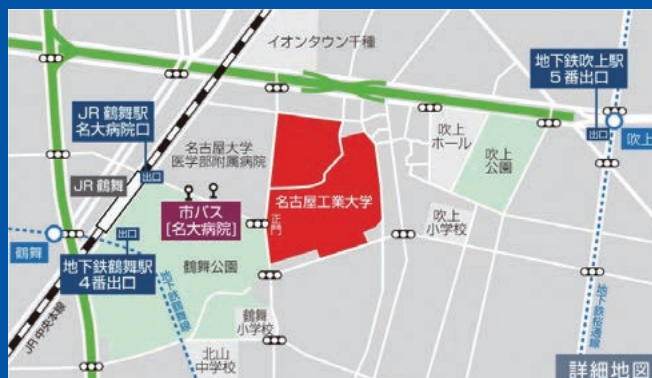 イオンタウン千種
地下鉄吹上駅
5番出口
JR 鶴舞駅
名大病院口
出口
名古屋大学
医学部附属病院
吹上
ホール
吹上
公園
出口
吹上
JR 鶴舞
市バス
[名大病院]
正門
名古屋工業大学
吹上
小学校
出口
鶴舞
地下鉄鶴舞駅
4番出口
鶴舞公園
地下鉄鶴舞線
鶴舞
小学校
北山
中学校
JR 中央本線
地下鉄桜通線
詳細地図